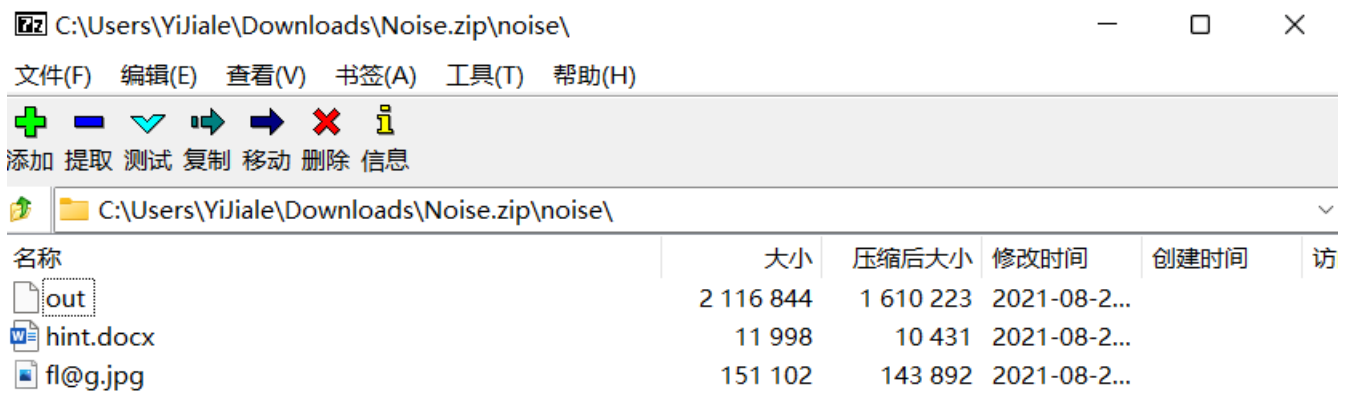 C:\Users\YiJiale\Downloads\Noise.zip\noise\
文件(F) 编辑(E) 查看(V) 书签(A) 工具(T) 帮助(H)
添加 提取 测试 复制 移动 删除 信息
C:\Users\YiJiale\Downloads\Noise.zip\noise\
名称 大小 压缩后大小 修改时间 创建时间 访
out 2 116 844 1 610 223 2021-08-2...
hint.docx 11 998 10 431 2021-08-2...
fl@g.jpg 151 102 143 892 2021-08-2...